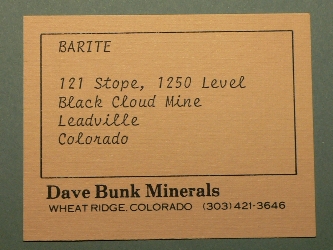 BARITE
121 Stope, 1250 Level
Black Cloud Mine
Leadville
Colorado
Dave Bunk Minerals
WHEAT RIDGE, COLORADO (303) 421-3646